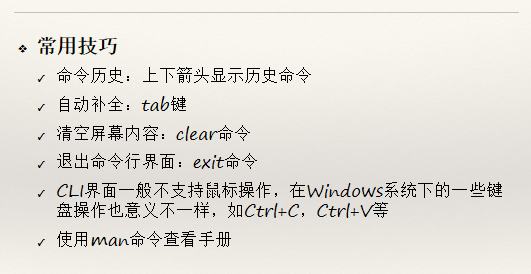 常用技巧
命令历史：上下箭头显示历史命令
自动补全：tab键
清空屏幕内容：clear命令
退出命令行界面：exit命令
CLI界面一般不支持鼠标操作，在Windows系统下的一些键
盘操作也意义不一样，如Ctrl+C，Ctrl+V等
使用man命令查看手册